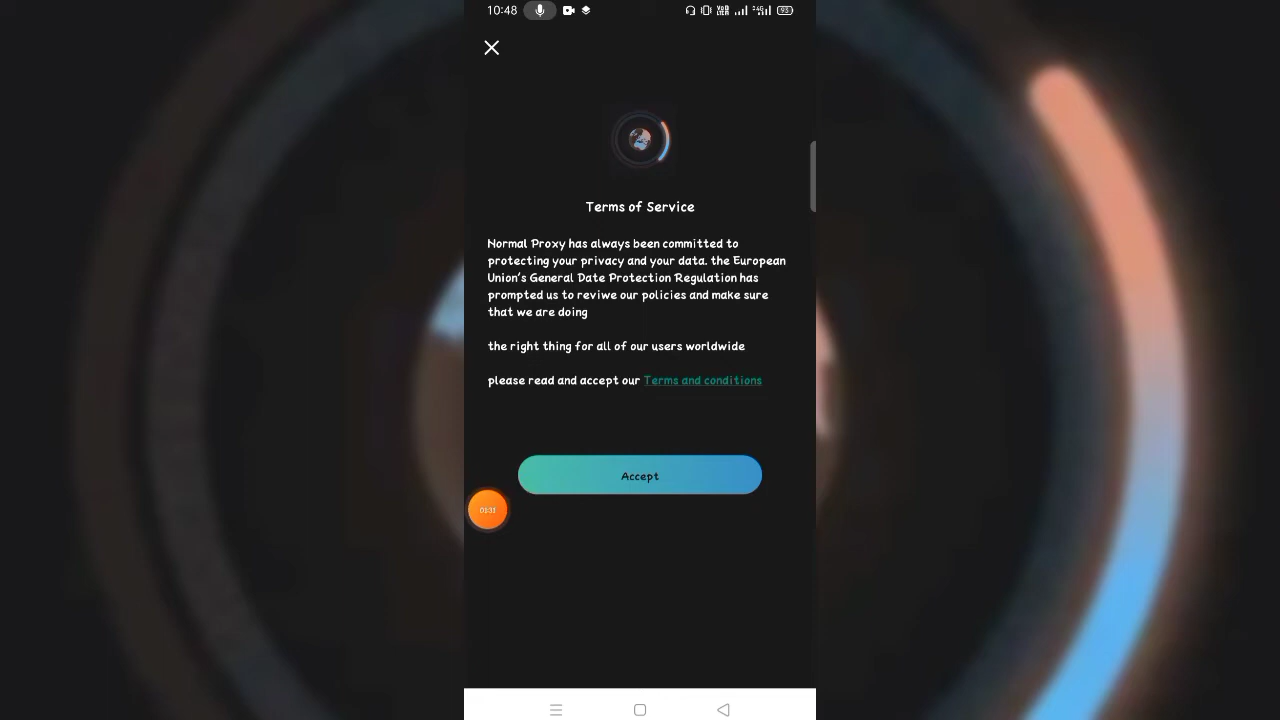 10:48
93
Terms of Service
Normal Proxy has always been committed to
protecting your privacy and your data. the European
Union's General Date Protection Regulation has
prompted us to reviwe our policies and make sure
that we are doing
the right thing for all of our users worldwide
please read and accept our Terms and conditions
Accept
01:31